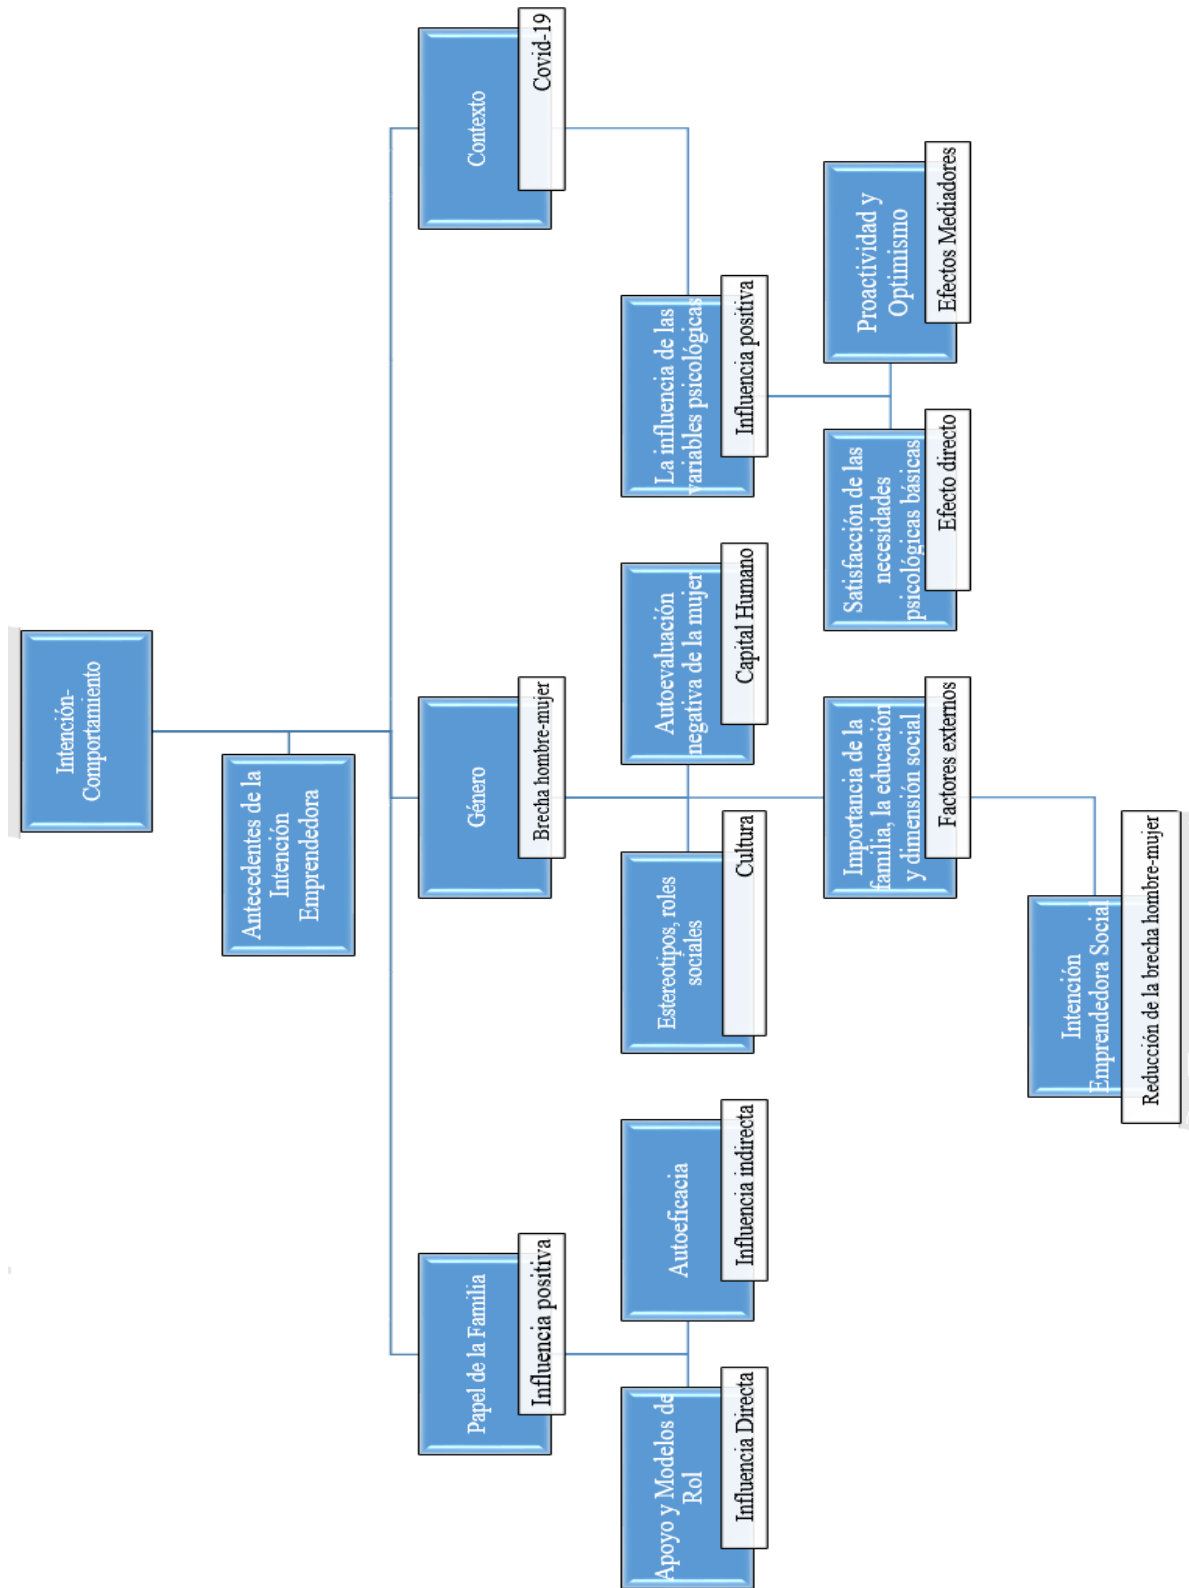 Intención-
Comportamiento
Antecedentes de la
Intención
Emprendedora
Papel de la Familia
Influencia positiva
Género
Brecha hombre-mujer
Contexto
Covid-19
Apoyo y Modelos de
Rol
Influencia Directa
Autoeficacia
Influencia indirecta
Estereotipos, roles
sociales
Cultura
Autoevaluación
negativa de la mujer
Capital Humano
La influencia de las
variables psicológicas
Influencia positiva
Importancia de la
familia, la educación
y dimensión social
Factores externos
Satisfacción de las
necesidades
psicológicas básicas
Efecto directo
Proactividad y
Optimismo
Efectos Mediadores
Intención
Emprendedora Social
Reducción de la brecha hombre-mujer